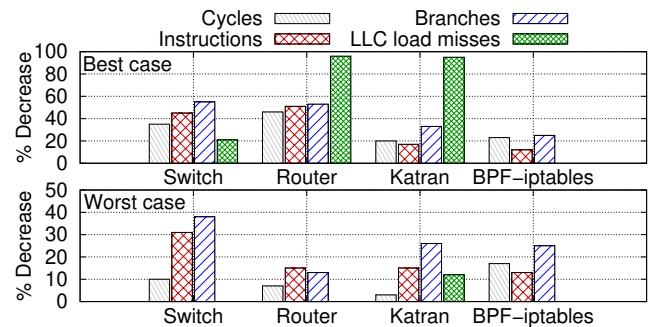 Cycles
Branches
Instructions
LLC load misses
% Decrease
100
80
60
40
20
0
Best case
Switch
Router
Katran
BPF-iptables
% Decrease
50
40
30
20
10
0
Worst case
Switch
Router
Katran
BPF-iptables